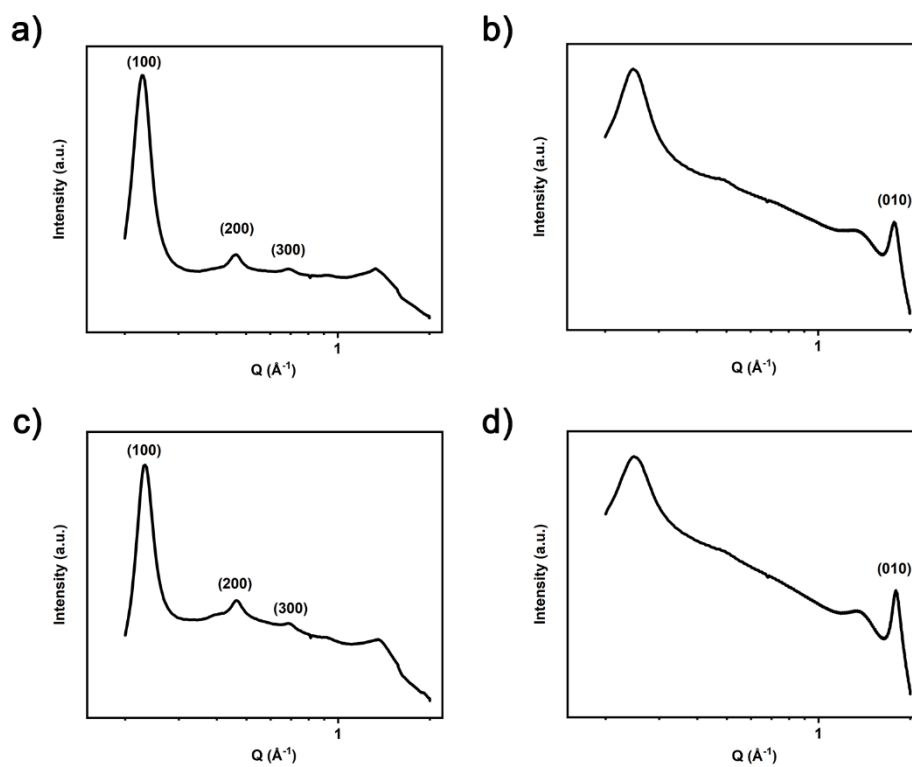 a)
(100)
(200)
(300)
Intensity (a.u.)
1
Q (Å⁻¹)
b)
(010)
Intensity (a.u.)
1
Q (Å⁻¹)
c)
(100)
(200)
(300)
Intensity (a.u.)
1
Q (Å⁻¹)
d)
(010)
Intensity (a.u.)
1
Q (Å⁻¹)